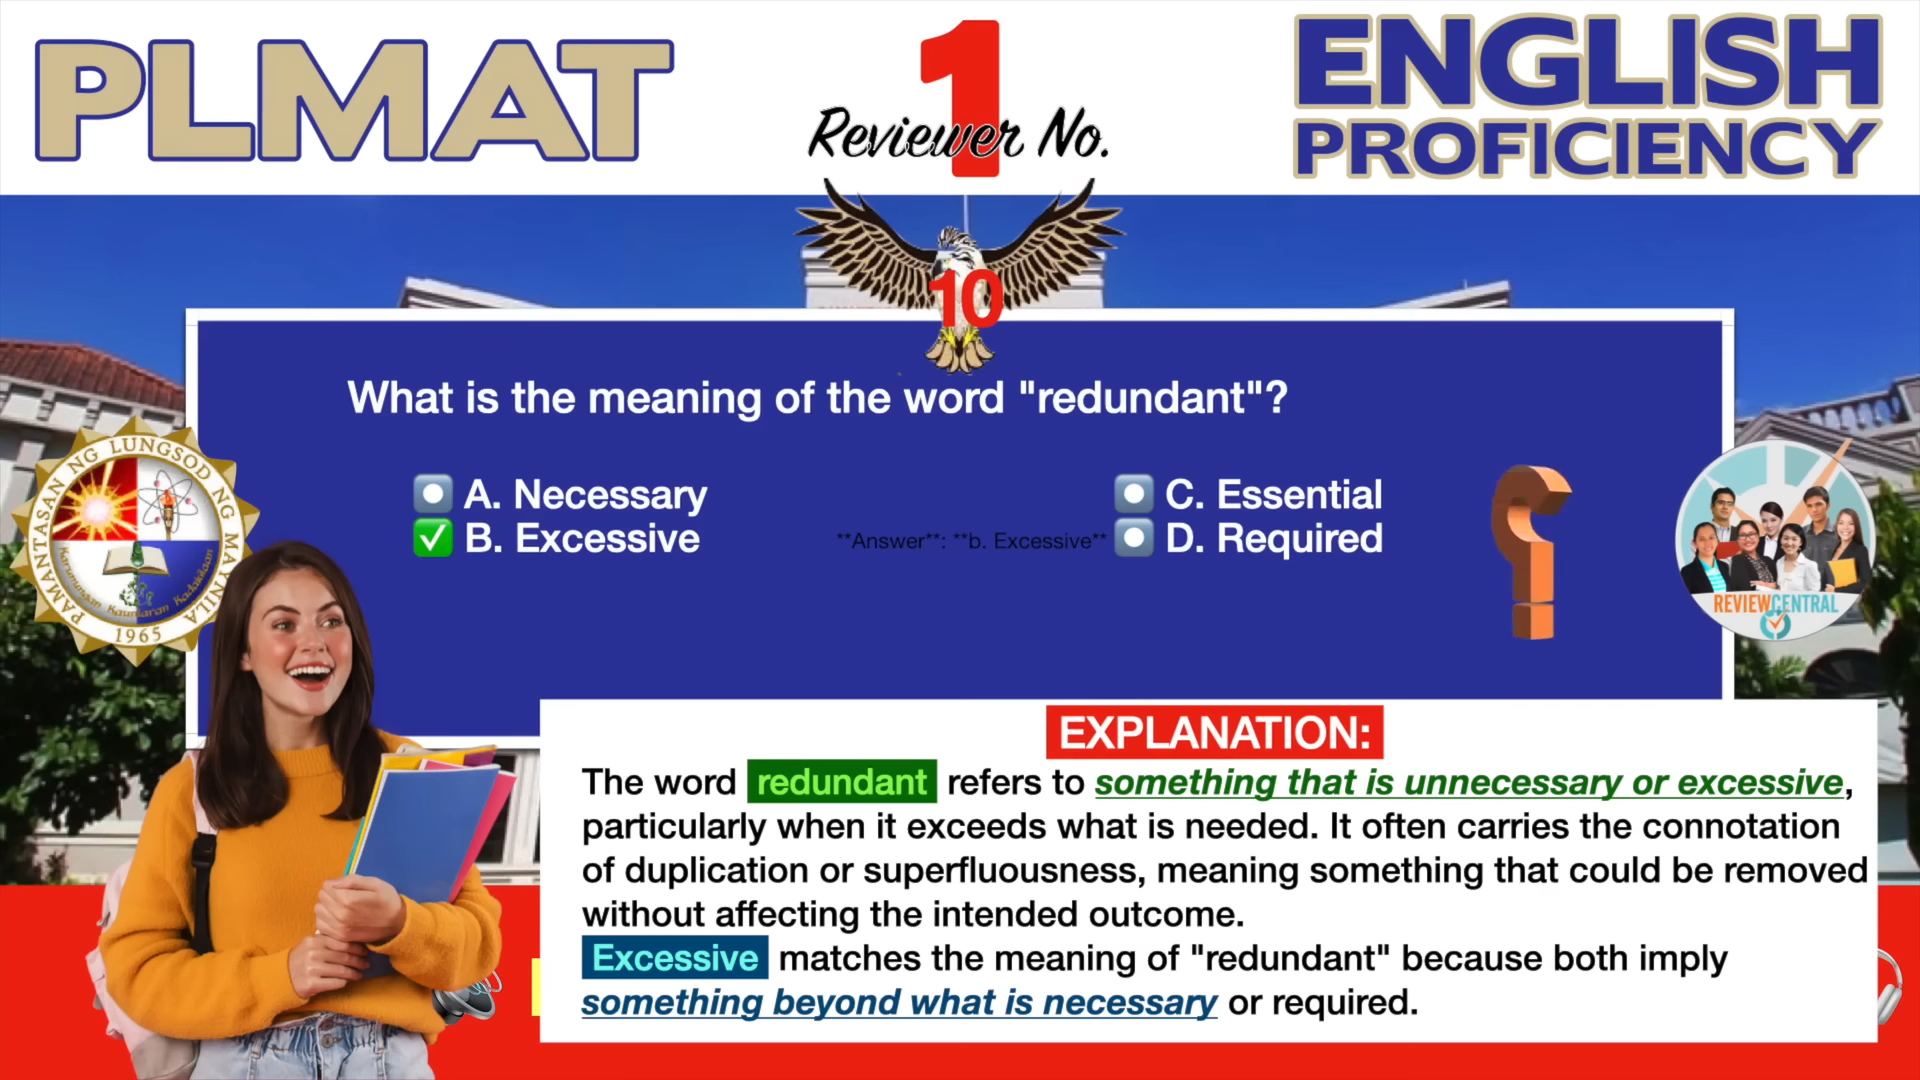 PLMAT
1
Reviewer No.
ENGLISH
PROFICIENCY
10
What is the meaning of the word "redundant"?
A. Necessary
B. Excessive
**Answer**: **b. Excessive**
C. Essential
D. Required
PAMANTASAN NG LUNGSOD NG MAYNILA
Karunungan Kaunlaran Kadakilaan
1965
REVIEWCENTRAL
EXPLANATION:
The word redundant refers to something that is unnecessary or excessive,
particularly when it exceeds what is needed. It often carries the connotation
of duplication or superfluousness, meaning something that could be removed
without affecting the intended outcome.
Excessive matches the meaning of "redundant" because both imply
something beyond what is necessary or required.